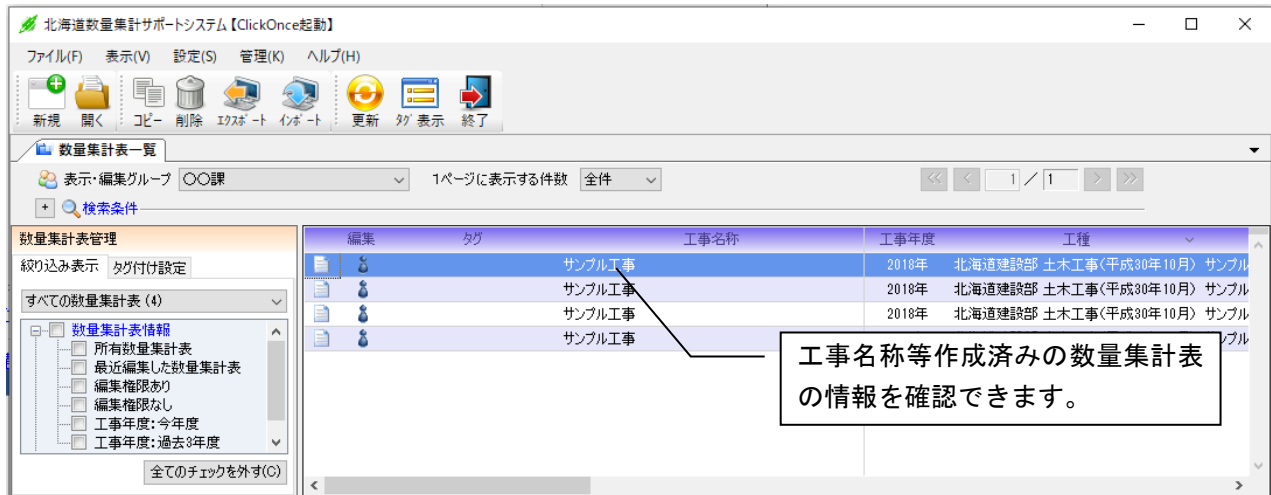 北海道数量集計サポートシステム【ClickOnce起動】
ファイル(F) 表示(V) 設定(S) 管理(K) ヘルプ(H)
新規 開く コピー 削除 エクスポート インポート 更新 タグ表示 終了
数量集計表一覧
表示・編集グループ 〇〇課 1ページに表示する件数 全件 << < 1 / 1 > >>
+ 検索条件
数量集計表管理
絞り込み表示 タグ付け設定
すべての数量集計表 (4)
数量集計表情報
所有数量集計表
最近編集した数量集計表
編集権限あり
編集権限なし
工事年度:今年度
工事年度:過去3年度
全てのチェックを外す(C)
編集 タグ 工事名称 工事年度 工種
サンプル工事 2018年 北海道建設部 土木工事(平成30年10月) サンプル
サンプル工事 2018年 北海道建設部 土木工事(平成30年10月) サンプル
サンプル工事 2018年 北海道建設部 土木工事(平成30年10月) サンプル
サンプル工事
工事名称等作成済みの数量集計表
の情報を確認できます。